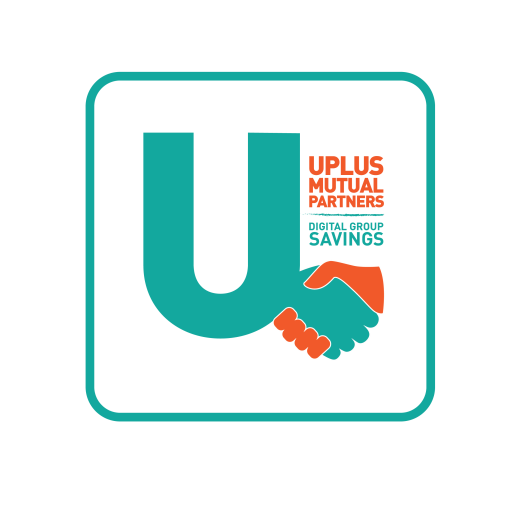 U
UPLUS
MUTUAL
PARTNERS
DIGITAL GROUP
SAVINGS